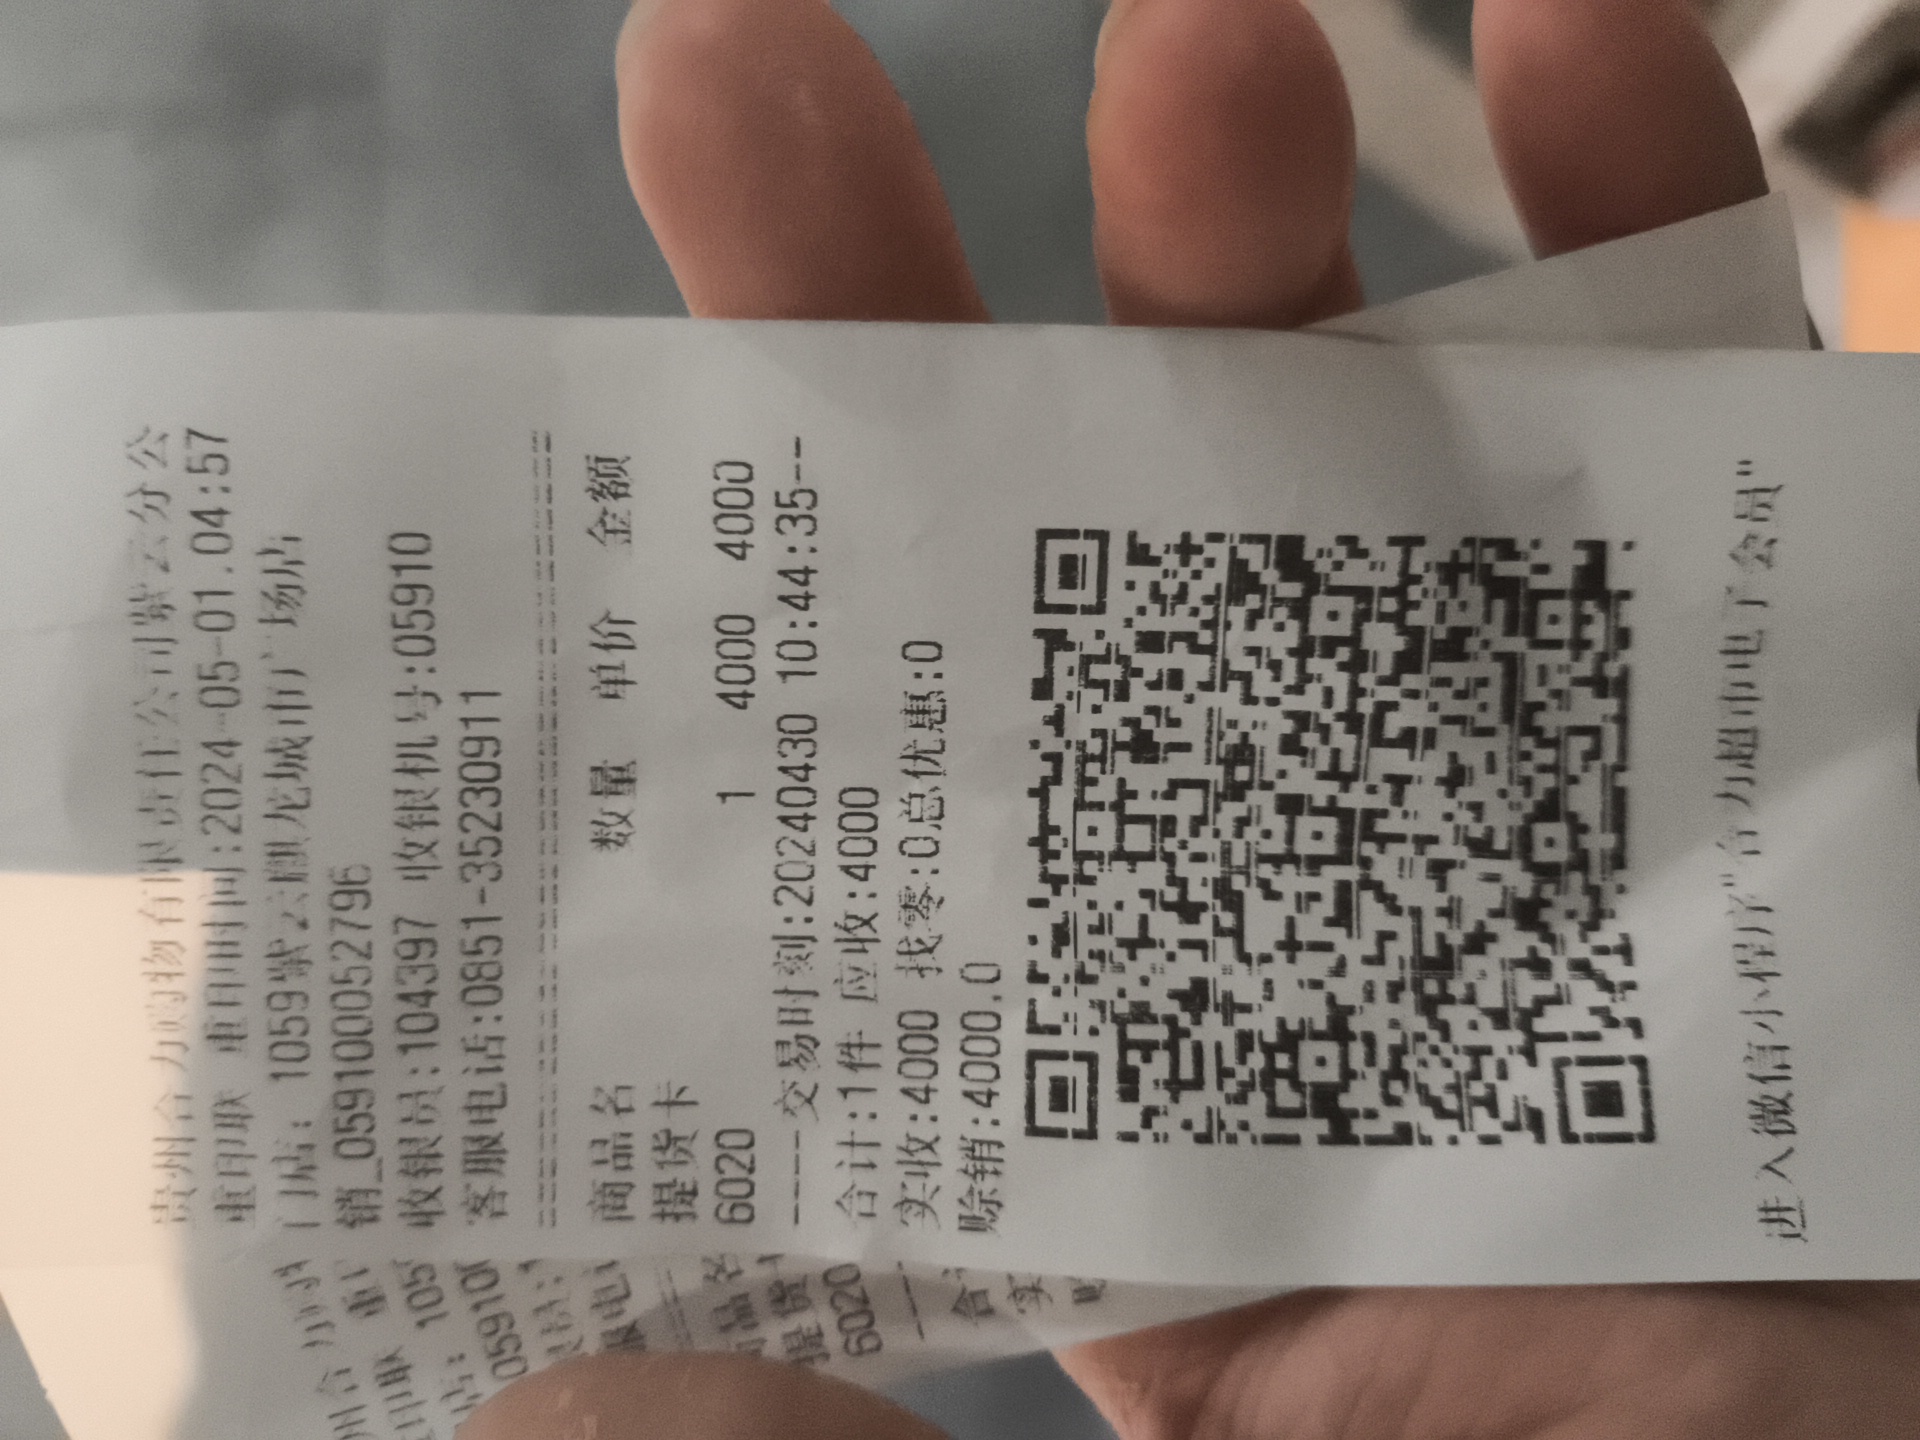 贵州合力购物有限责任公司紫云分公
重印联 重印时间:2024-05-01.04:57
门店: 1059紫云麒龙城市广场店
销_0591000052796
收银员:104397 收银机号:05910
客服电话:0851-35230911
商品名 数量 单价 金额
提货卡
6020 1 4000 4000
-----交易时刻:20240430 10:44:35--
合计:1件 应收:4000
实收:4000 找零:0总优惠:0
赊销:4000.0
进入微信小程序"合力超市电子会员"